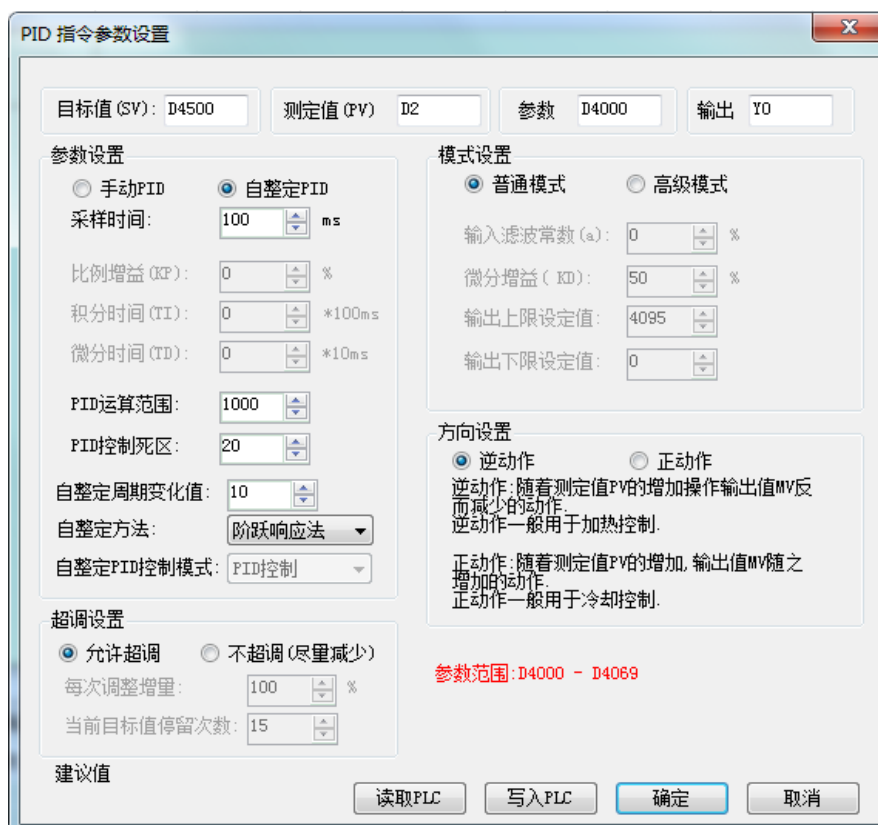 PID 指令参数设置
目标值(SV): D4500 测定值(PV) D2 参数 D4000 输出 Y0
参数设置
手动PID 自整定PID
采样时间: 100 ms
比例增益(KP): 0 %
积分时间(TI): 0 *100ms
微分时间(TD): 0 *10ms
PID运算范围: 1000
PID控制死区: 20
自整定周期变化值: 10
自整定方法: 阶跃响应法
自整定PID控制模式: PID控制
超调设置
允许超调 不超调(尽量减少)
每次调整增量: 100 %
当前目标值停留次数: 15
建议值
模式设置
普通模式 高级模式
输入滤波常数(a): 0 %
微分增益( KD): 50 %
输出上限设定值: 4095
输出下限设定值: 0
方向设置
逆动作 正动作
逆动作:随着测定值PV的增加操作输出值MV反
而减少的动作.
逆动作一般用于加热控制.
正动作:随着测定值PV的增加,输出值MV随之
增加的动作.
正动作一般用于冷却控制.
参数范围:D4000 - D4069
读取PLC 写入PLC 确定 取消